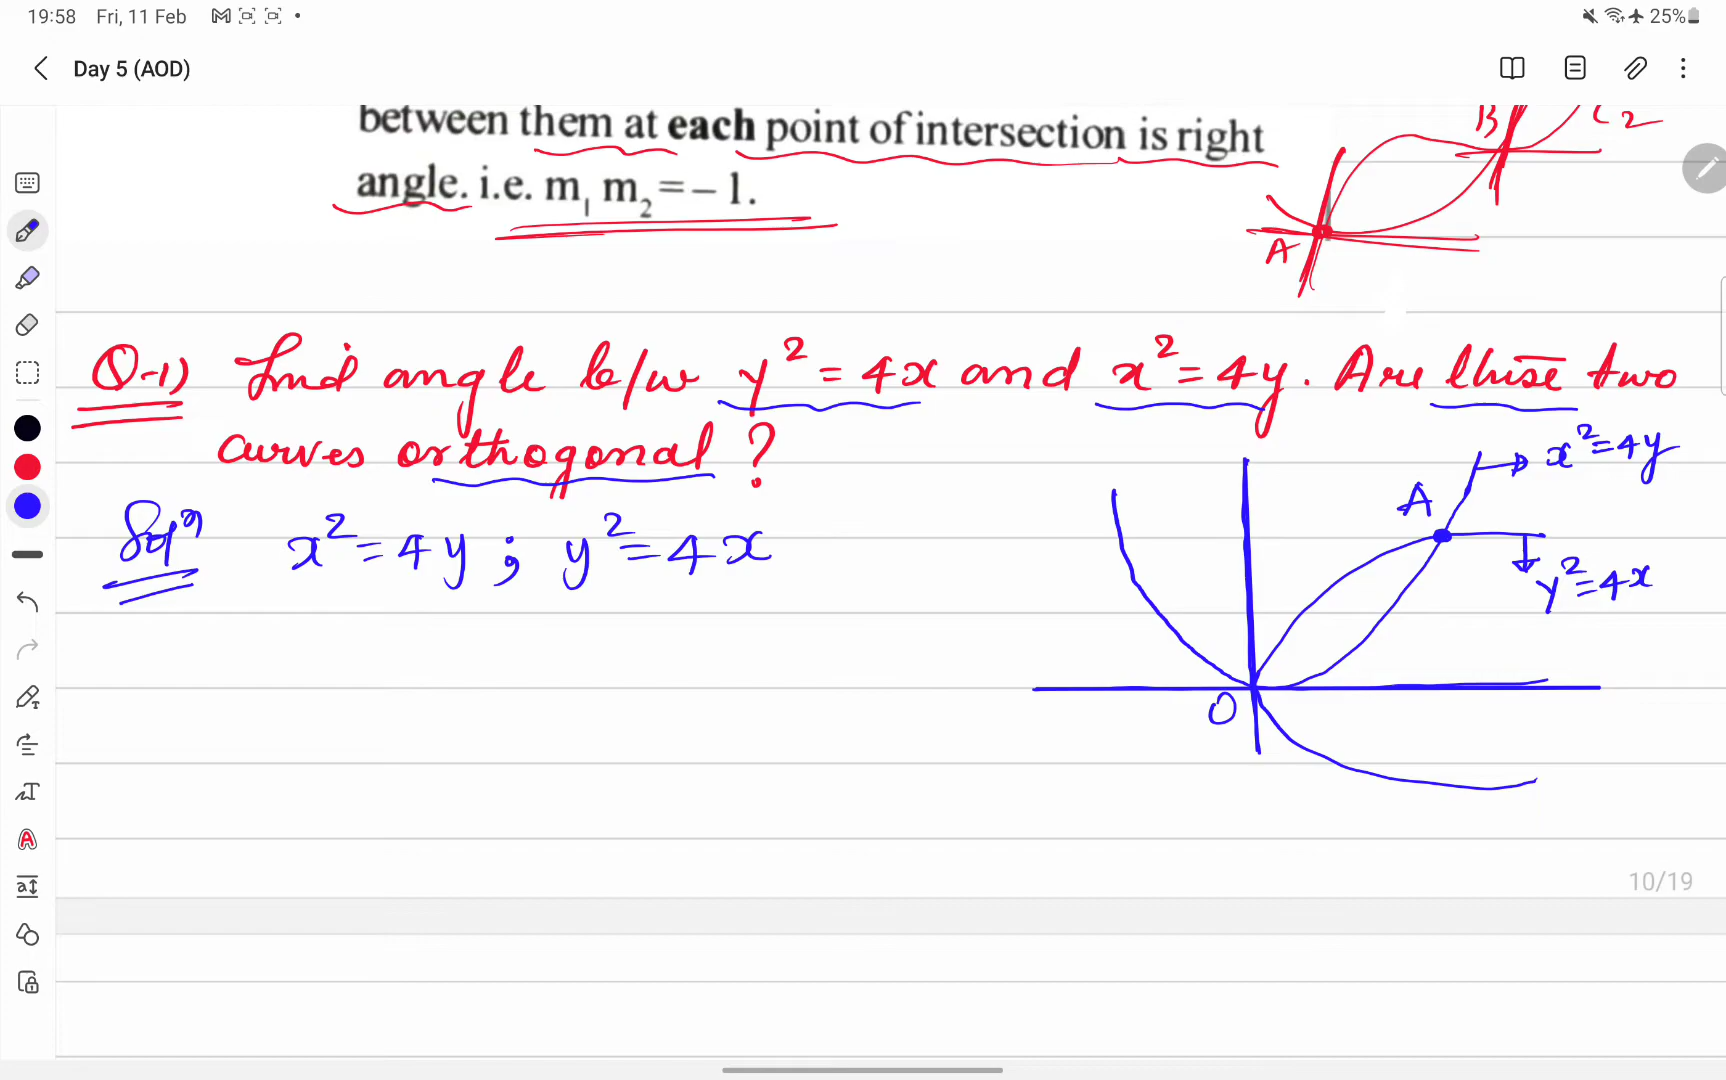 19:58 Fri, 11 Feb 25%
Day 5 (AOD)
between them at each point of intersection is right
angle. i.e. m₁ m₂ = – 1.
B C2
A
Q-1) Find angle b/w y² = 4x and x² = 4y. Are these two
curves orthogonal ?
x² = 4y
A
Solⁿ x² = 4y ; y² = 4x
y² = 4x
O
10/19